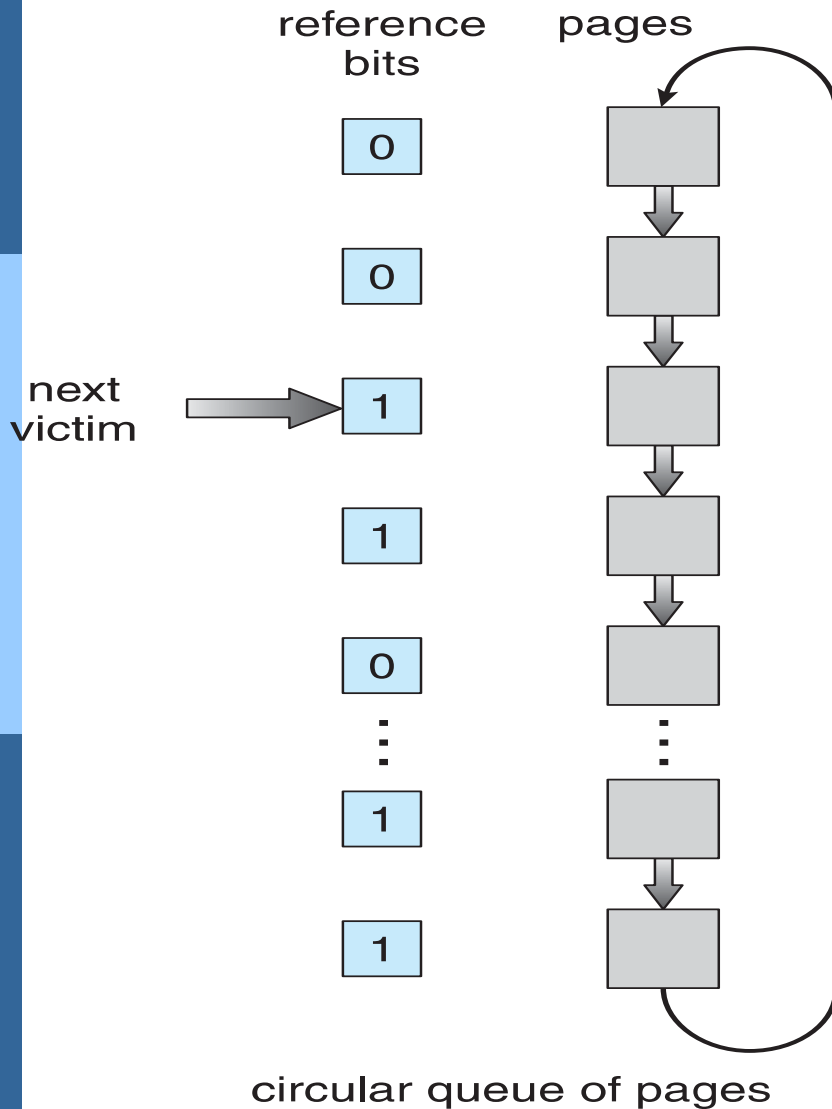 reference
bits
pages
0
0
next
victim
1
1
0
1
1
circular queue of pages